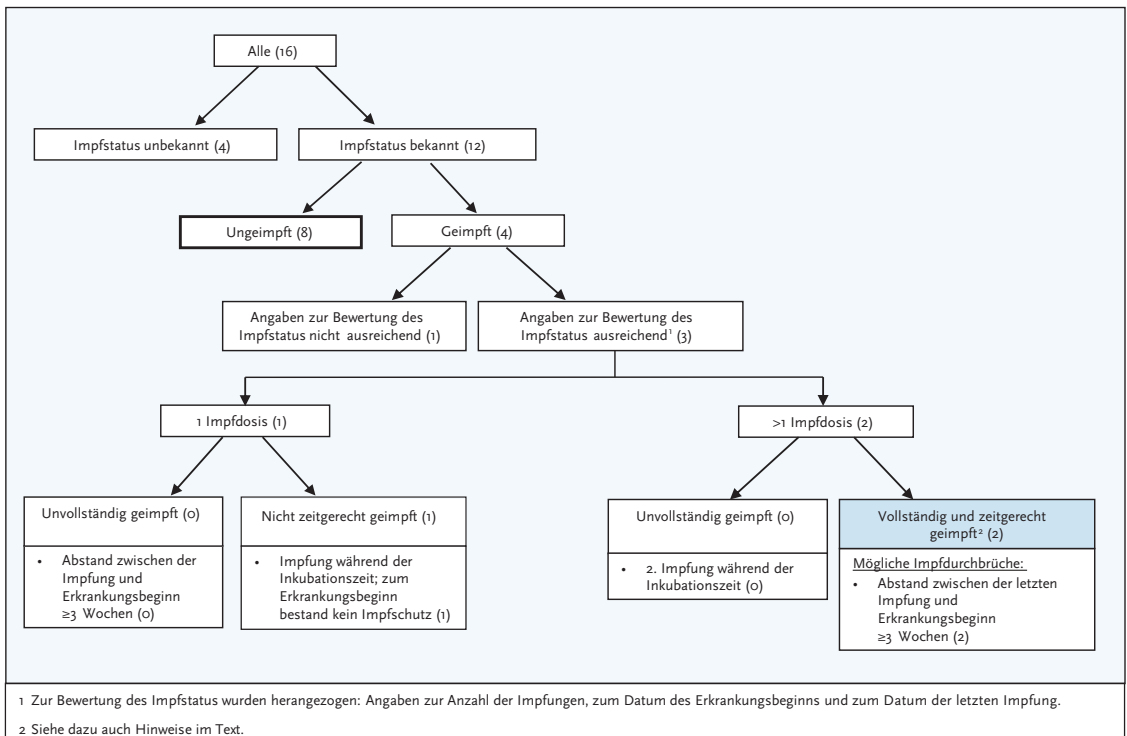 Alle (16)
Impfstatus unbekannt (4)
Impfstatus bekannt (12)
Ungeimpft (8)
Geimpft (4)
Angaben zur Bewertung des
Impfstatus nicht ausreichend (1)
Angaben zur Bewertung des
Impfstatus ausreichend¹ (3)
1 Impfdosis (1)
>1 Impfdosis (2)
Unvollständig geimpft (0)
• Abstand zwischen der
Impfung und
Erkrankungsbeginn
≥3 Wochen (0)
Nicht zeitgerecht geimpft (1)
• Impfung während der
Inkubationszeit; zum
Erkrankungsbeginn
bestand kein Impfschutz (1)
Unvollständig geimpft (0)
• 2. Impfung während der
Inkubationszeit (0)
Vollständig und zeitgerecht
geimpft² (2)
Mögliche Impfdurchbrüche:
• Abstand zwischen der letzten
Impfung und
Erkrankungsbeginn
≥3 Wochen (2)
1 Zur Bewertung des Impfstatus wurden herangezogen: Angaben zur Anzahl der Impfungen, zum Datum des Erkrankungsbeginns und zum Datum der letzten Impfung.
2 Siehe dazu auch Hinweise im Text.